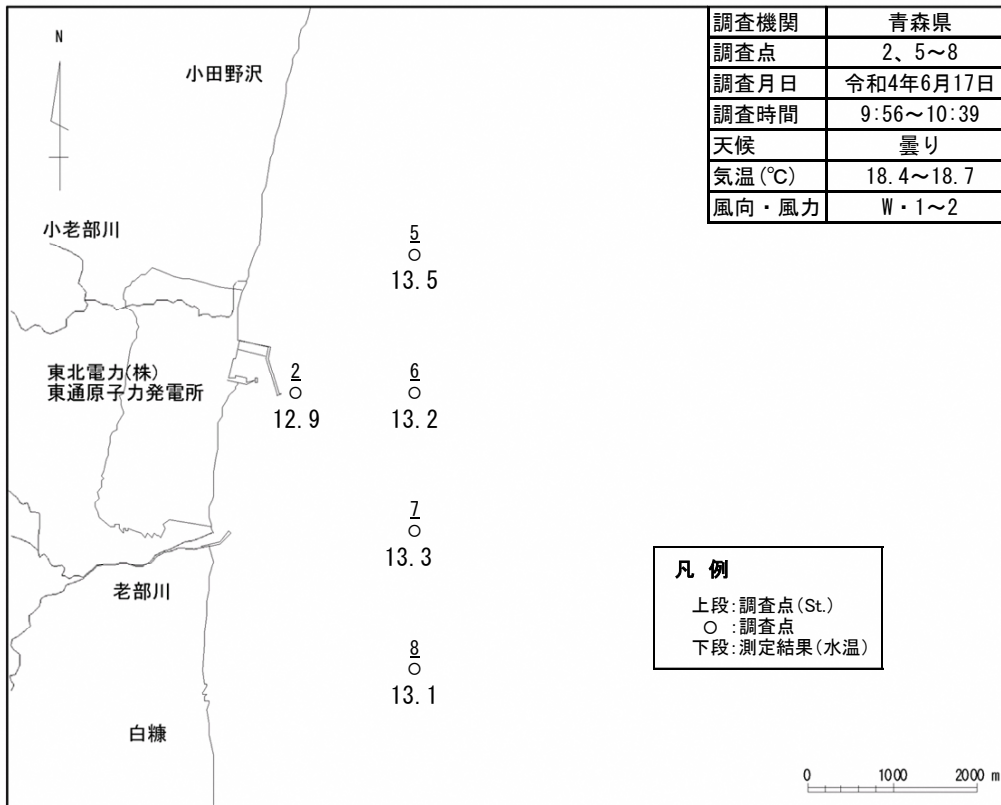 調査機関 青森県
調査点 2、5～8
調査月日 令和4年6月17日
調査時間 9:56～10:39
天候 曇り
気温(℃) 18.4～18.7
風向・風力 W・1～2
N
小田野沢
小老部川
5
13.5
東北電力(株)
東通原子力発電所
2
12.9
6
13.2
7
13.3
老部川
8
13.1
白糠
凡 例
上段:調査点(St.)
○ :調査点
下段:測定結果(水温)
0 1000 2000 m